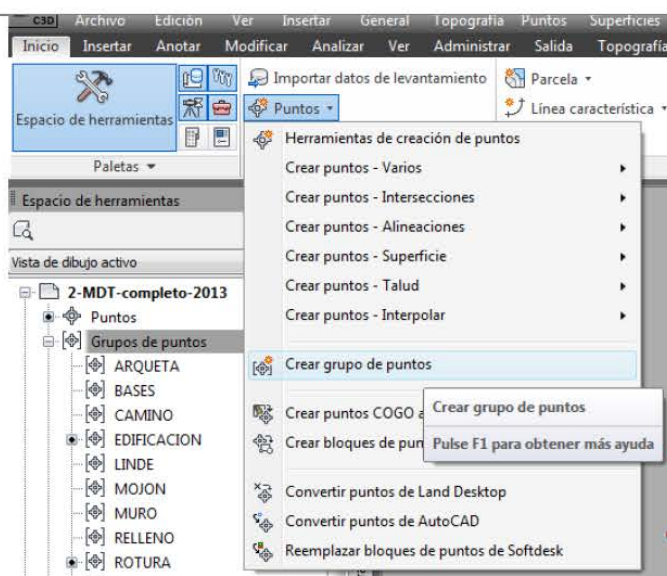 C3D Archivo Edición Ver Insertar General Topografía Puntos Superficies
Inicio Insertar Anotar Modificar Analizar Ver Administrar Salida Topografía
Importar datos de levantamiento
Parcela
Espacio de herramientas
Puntos
Línea característica
Paletas
Herramientas de creación de puntos
Crear puntos - Varios
Crear puntos - Intersecciones
Crear puntos - Alineaciones
Crear puntos - Superficie
Crear puntos - Talud
Crear puntos - Interpolar
Crear grupo de puntos
Crear puntos COGO a
Crear bloques de pun
Convertir puntos de Land Desktop
Convertir puntos de AutoCAD
Reemplazar bloques de puntos de Softdesk
Crear grupo de puntos
Pulse F1 para obtener más ayuda
Espacio de herramientas
Vista de dibujo activo
2-MDT-completo-2013
Puntos
Grupos de puntos
ARQUETA
BASES
CAMINO
EDIFICACION
LINDE
MOJON
MURO
RELLENO
ROTURA